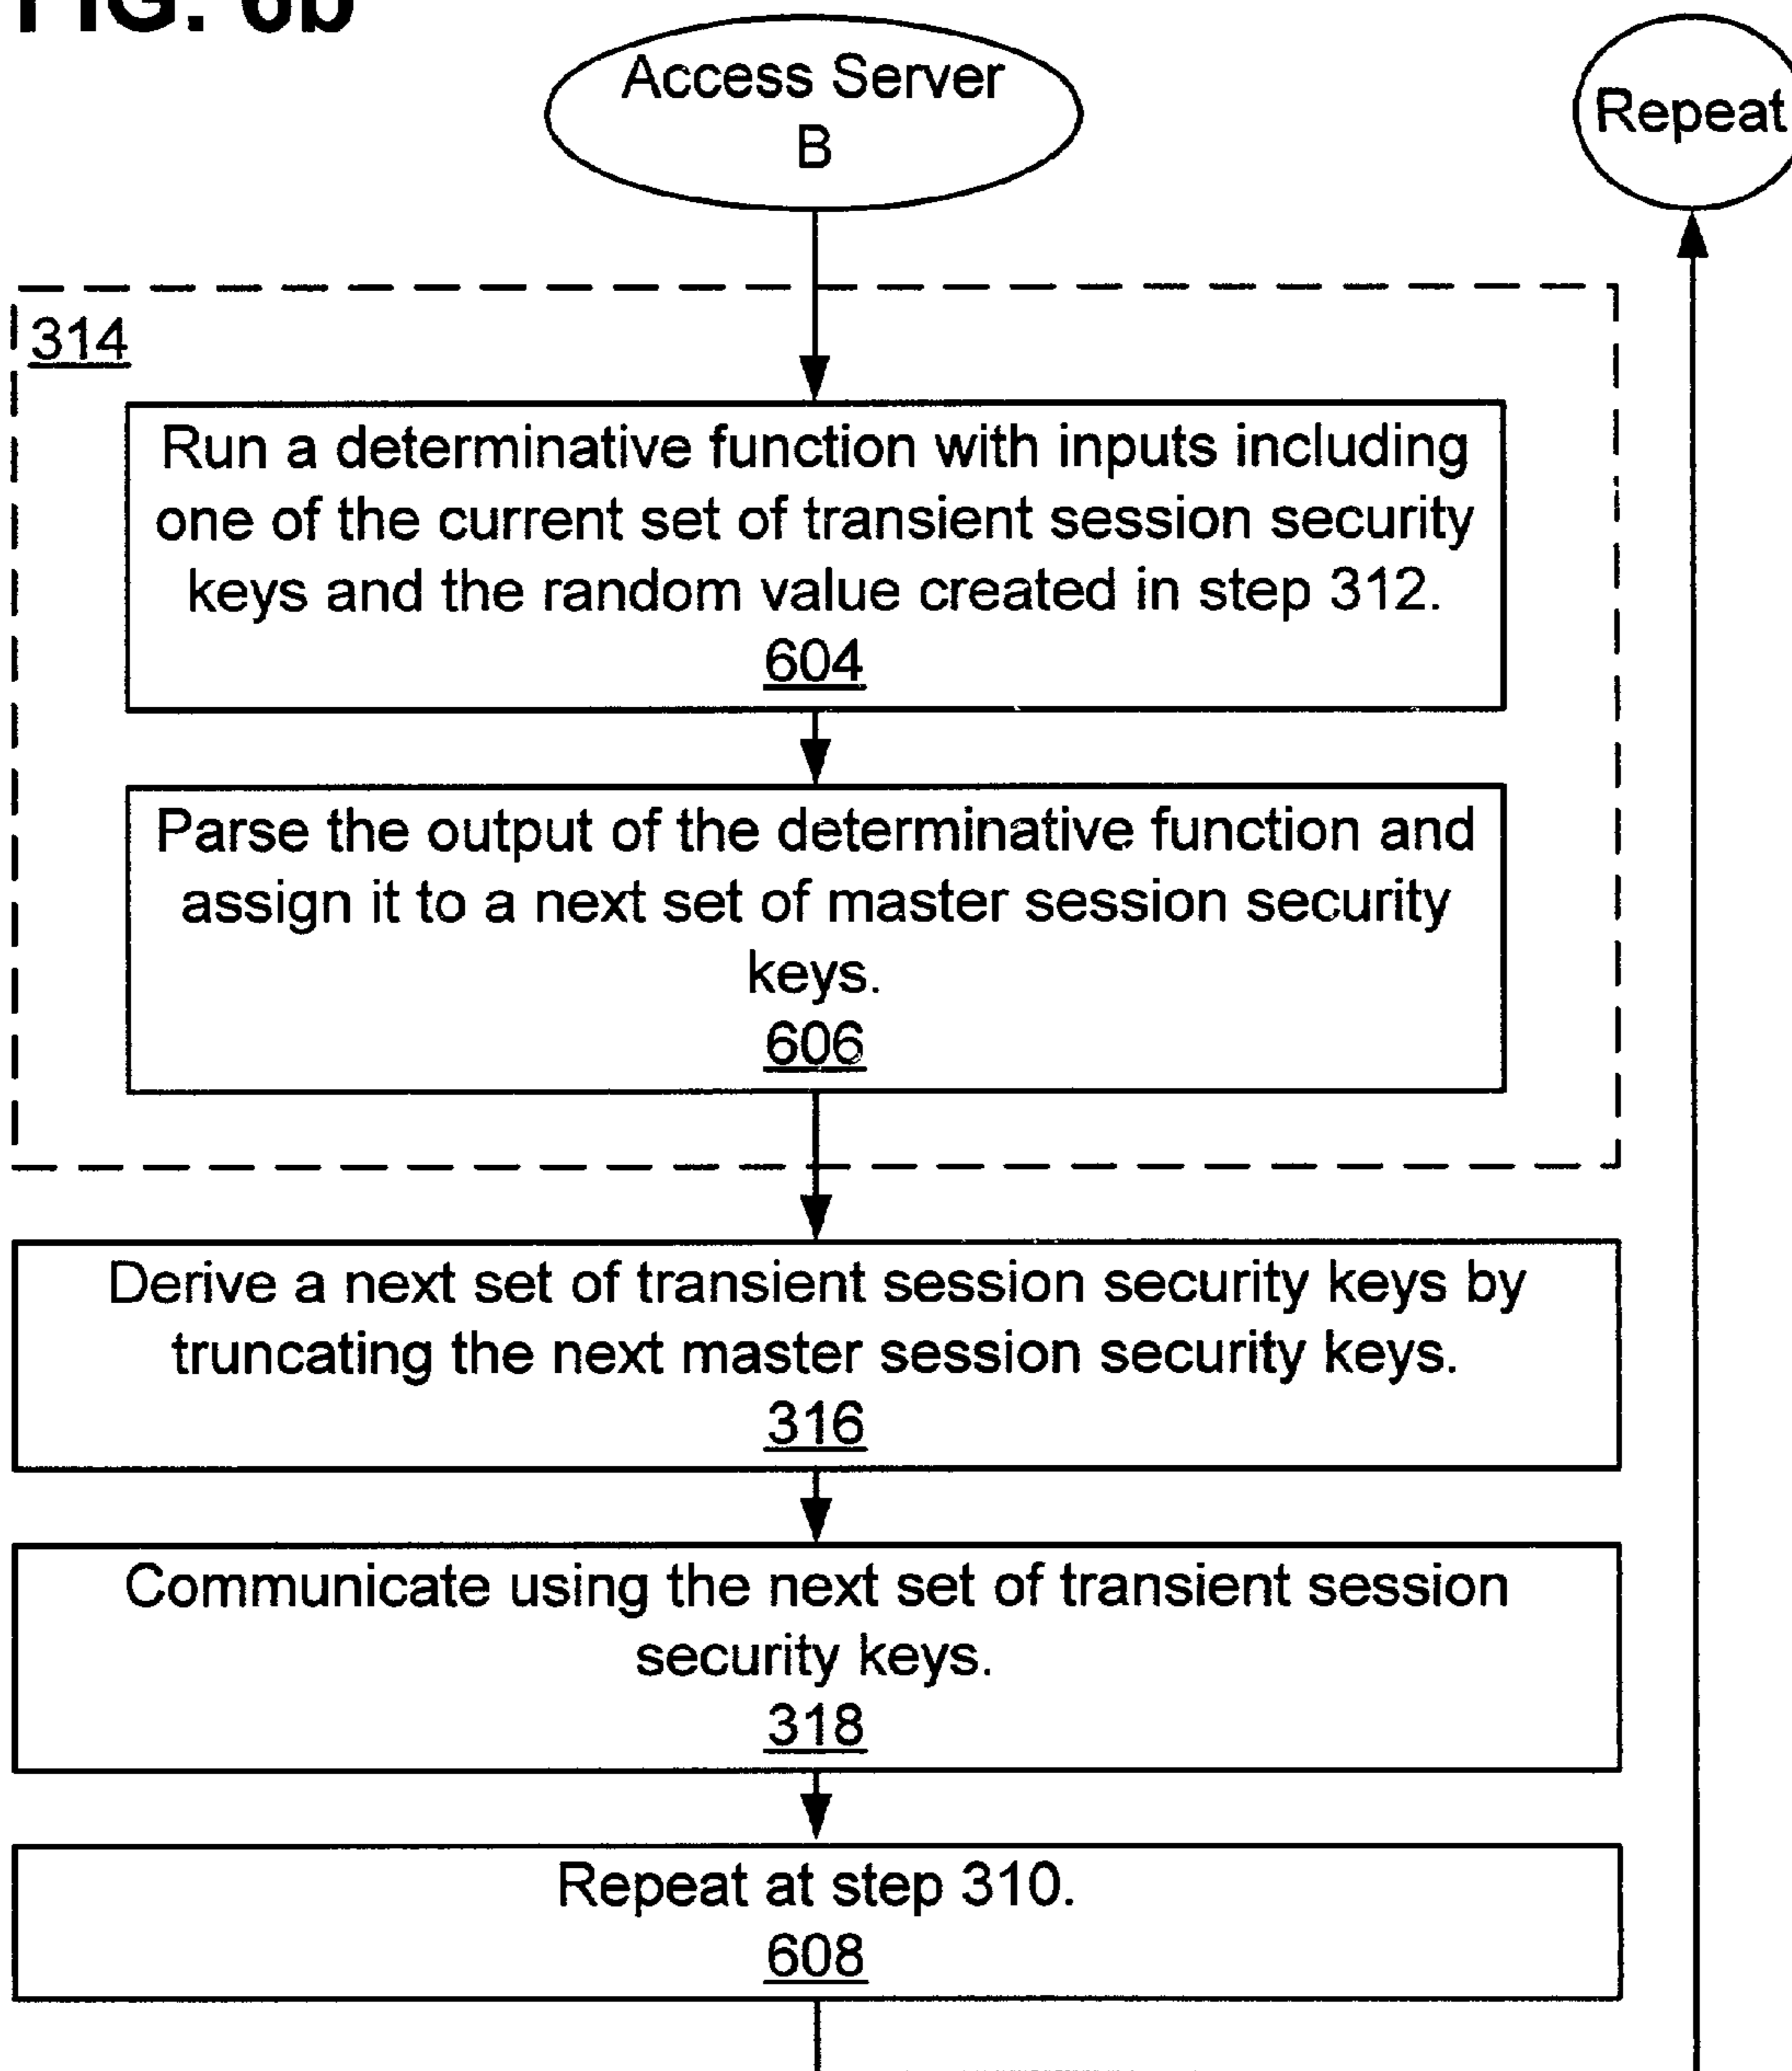 FIG. 6b
Access Server
B
Repeat
314
Run a determinative function with inputs including
one of the current set of transient session security
keys and the random value created in step 312.
604
Parse the output of the determinative function and
assign it to a next set of master session security
keys.
606
Derive a next set of transient session security keys by
truncating the next master session security keys.
316
Communicate using the next set of transient session
security keys.
318
Repeat at step 310.
608